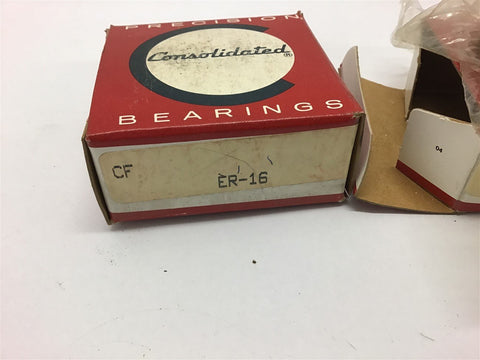 PRECISION
Consolidated®
BEARINGS
CF
ER-16
04